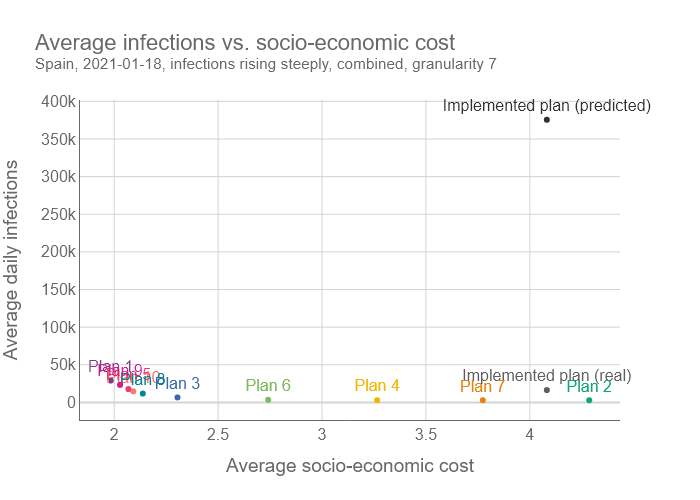 Average infections vs. socio-economic cost
Spain, 2021-01-18, infections rising steeply, combined, granularity 7
Average daily infections
400k
350k
300k
250k
200k
150k
100k
50k
0
Implemented plan (predicted)
Implemented plan (real)
Plan 1
Plan 3
Plan 6
Plan 4
Plan 7
Plan 2
2
2.5
3
3.5
4
Average socio-economic cost